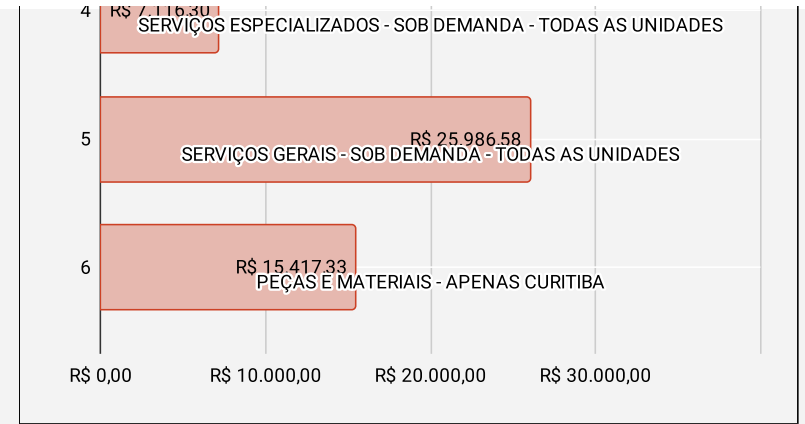 4
R$ 7.116,30
SERVIÇOS ESPECIALIZADOS - SOB DEMANDA - TODAS AS UNIDADES
5
R$ 25.986,58
SERVIÇOS GERAIS - SOB DEMANDA - TODAS AS UNIDADES
6
R$ 15.417,33
PEÇAS E MATERIAIS - APENAS CURITIBA
R$ 0,00 R$ 10.000,00 R$ 20.000,00 R$ 30.000,00